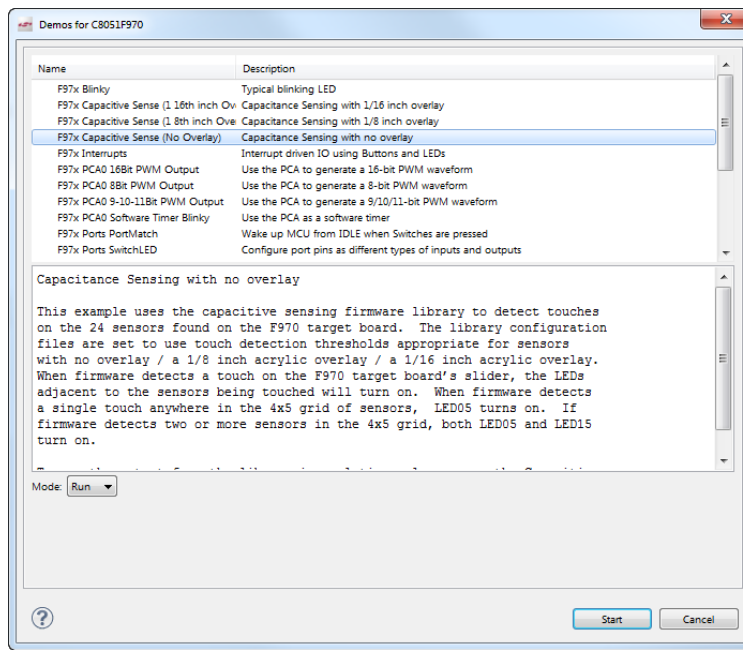 Demos for C8051F970
Name Description
F97x Blinky Typical blinking LED
F97x Capacitive Sense (1 16th inch Ov Capacitance Sensing with 1/16 inch overlay
F97x Capacitive Sense (1 8th inch Ove Capacitance Sensing with 1/8 inch overlay
F97x Capacitive Sense (No Overlay) Capacitance Sensing with no overlay
F97x Interrupts Interrupt driven IO using Buttons and LEDs
F97x PCA0 16Bit PWM Output Use the PCA to generate a 16-bit PWM waveform
F97x PCA0 8Bit PWM Output Use the PCA to generate a 8-bit PWM waveform
F97x PCA0 9-10-11Bit PWM Output Use the PCA to generate a 9/10/11-bit PWM waveform
F97x PCA0 Software Timer Blinky Use the PCA as a software timer
F97x Ports PortMatch Wake up MCU from IDLE when Switches are pressed
F97x Ports SwitchLED Configure port pins as different types of inputs and outputs
Capacitance Sensing with no overlay
This example uses the capacitive sensing firmware library to detect touches
on the 24 sensors found on the F970 target board. The library configuration
files are set to use touch detection thresholds appropriate for sensors
with no overlay / a 1/8 inch acrylic overlay / a 1/16 inch acrylic overlay.
When firmware detects a touch on the F970 target board's slider, the LEDs
adjacent to the sensors being touched will turn on. When firmware detects
a single touch anywhere in the 4x5 grid of sensors, LED05 turns on. If
firmware detects two or more sensors in the 4x5 grid, both LED05 and LED15
turn on.
Mode: Run
Start Cancel